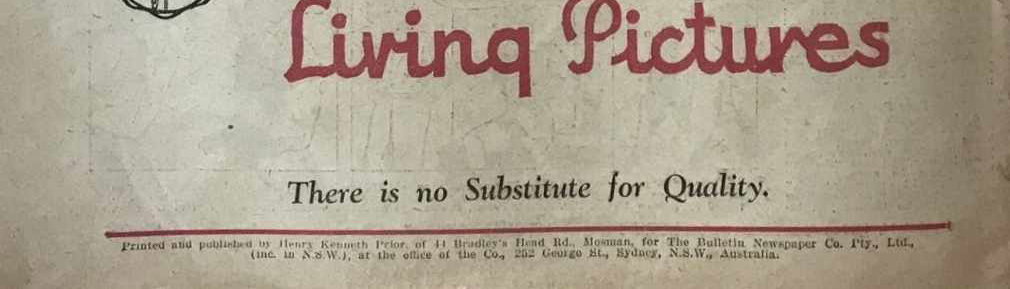 Living Pictures
There is no Substitute for Quality.
Printed and published by Henry Kenneth Prior, of 44 Bradley's Head Rd., Mosman, for The Bulletin Newspaper Co. Pty., Ltd.,
(inc. in N.S.W.), at the office of the Co., 252 George St., Sydney, N.S.W., Australia.